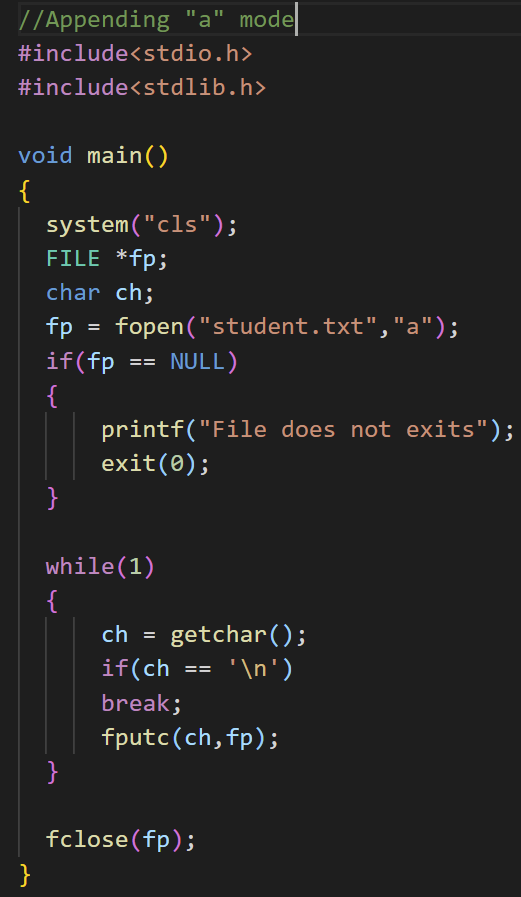 //Appending "a" mode
#include<stdio.h>
#include<stdlib.h>
void main()
{
system("cls");
FILE *fp;
char ch;
fp = fopen("student.txt","a");
if(fp == NULL)
{
printf("File does not exits");
exit(0);
}
while(1)
{
ch = getchar();
if(ch == '\n')
break;
fputc(ch,fp);
}
fclose(fp);
}